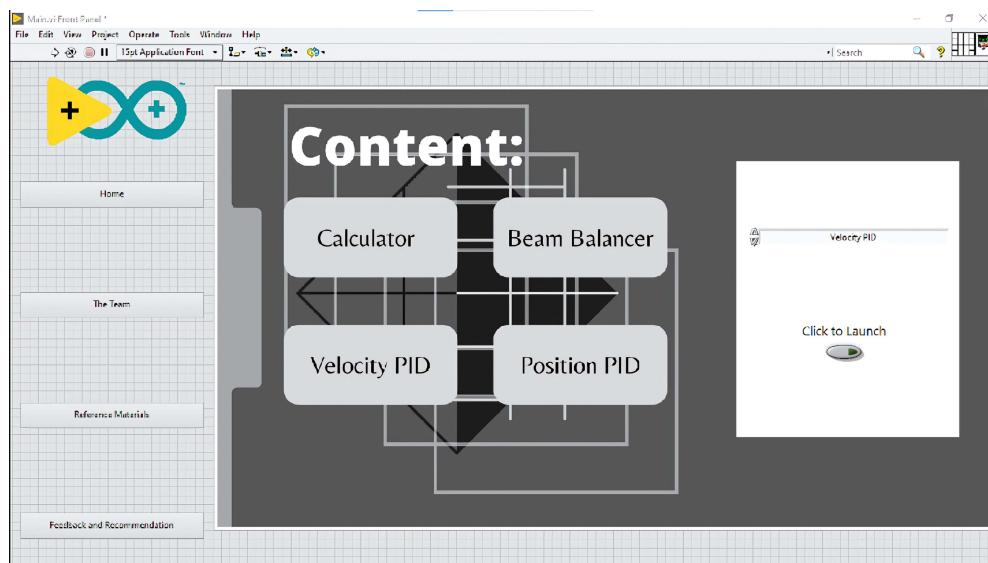 Main.vi Front Panel *
File Edit View Project Operate Tools Window Help
15pt Application Font
Search
Home
The Team
Reference Materials
Feedback and Recommendation
Content:
Calculator
Beam Balancer
Velocity PID
Position PID
Velocity PID
Click to Launch